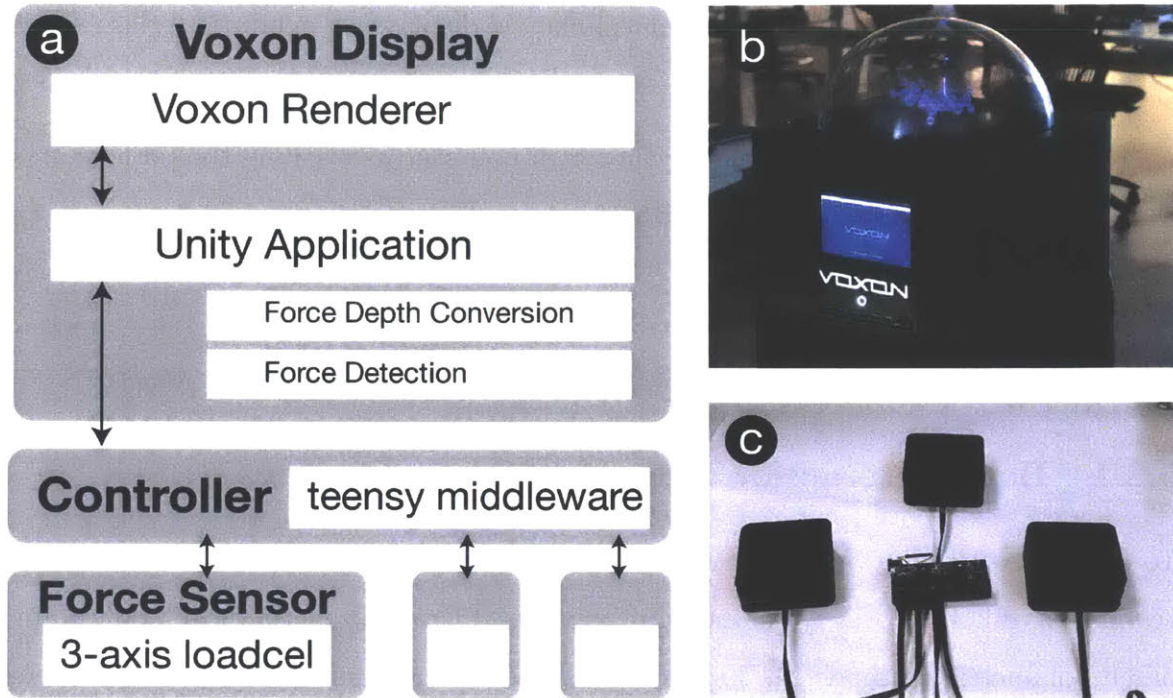 a
Voxon Display
Voxon Renderer
Unity Application
Force Depth Conversion
Force Detection
Controller
teensy middleware
Force Sensor
3-axis loadcel
b
VOXON
VOXON
c